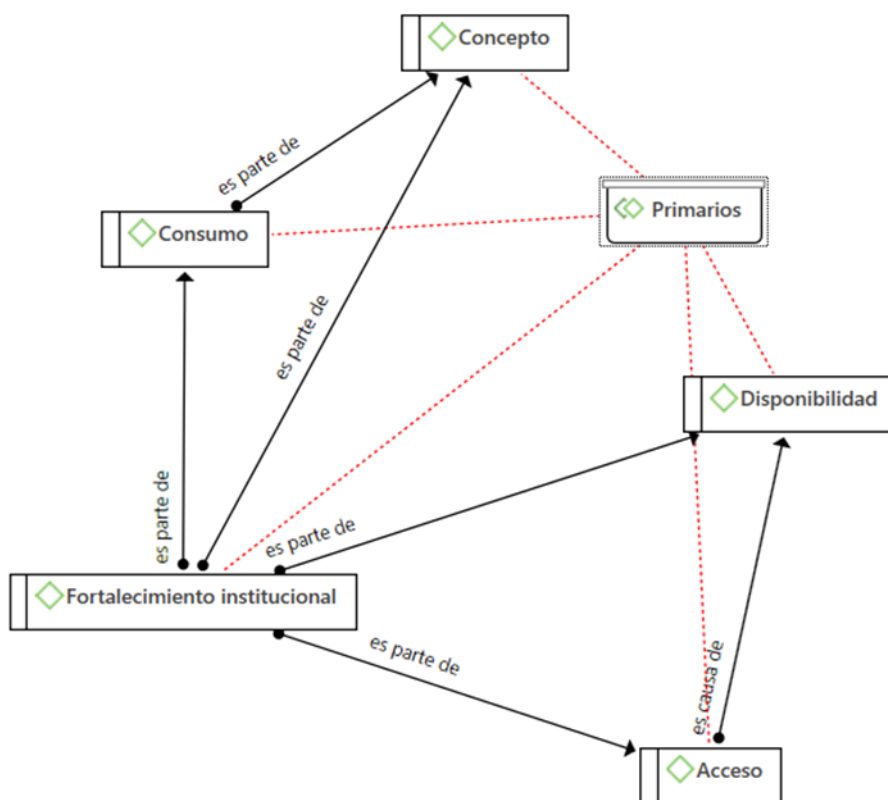 Concepto
es parte de
Primarios
Consumo
es parte de
Disponibilidad
es parte de
es parte de
Fortalecimiento institucional
es parte de
es causa de
Acceso